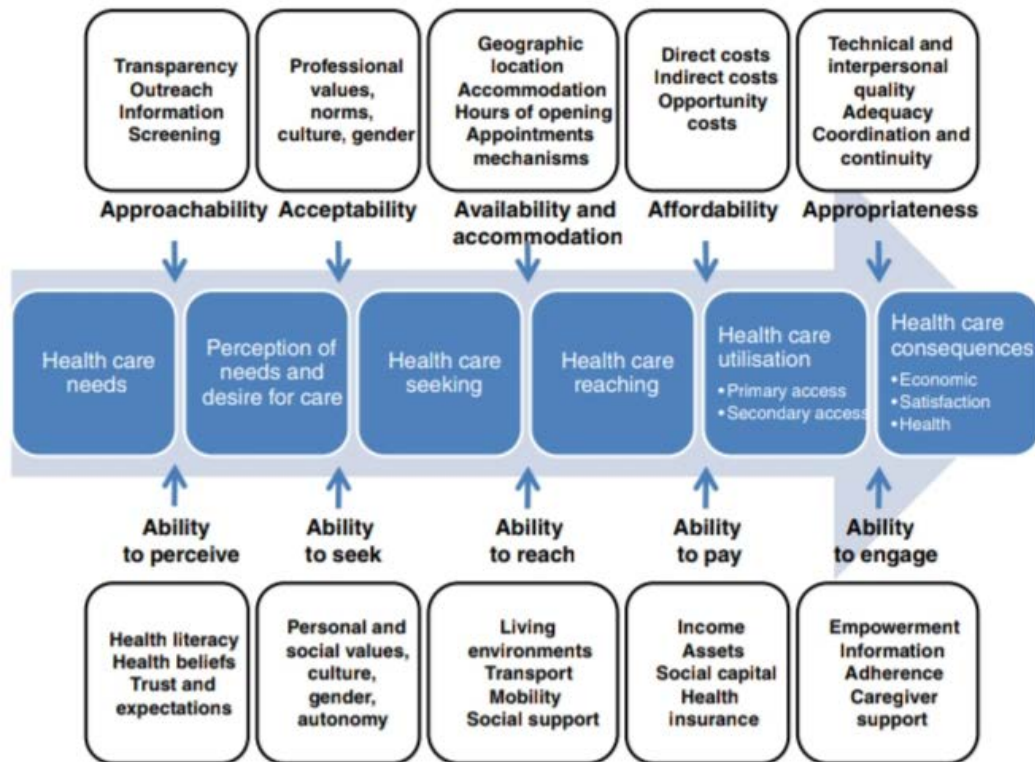 Transparency
Outreach
Information
Screening
Professional
values,
norms,
culture, gender
Geographic
location
Accommodation
Hours of opening
Appointments
mechanisms
Direct costs
Indirect costs
Opportunity
costs
Technical and
interpersonal
quality
Adequacy
Coordination and
continuity
Approachability
Acceptability
Availability and
accommodation
Affordability
Appropriateness
Health care
needs
Perception of
needs and
desire for care
Health care
seeking
Health care
reaching
Health care
utilisation
• Primary access
• Secondary access
Health care
consequences
• Economic
• Satisfaction
• Health
Ability
to perceive
Ability
to seek
Ability
to reach
Ability
to pay
Ability
to engage
Health literacy
Health beliefs
Trust and
expectations
Personal and
social values,
culture,
gender,
autonomy
Living
environments
Transport
Mobility
Social support
Income
Assets
Social capital
Health
insurance
Empowerment
Information
Adherence
Caregiver
support